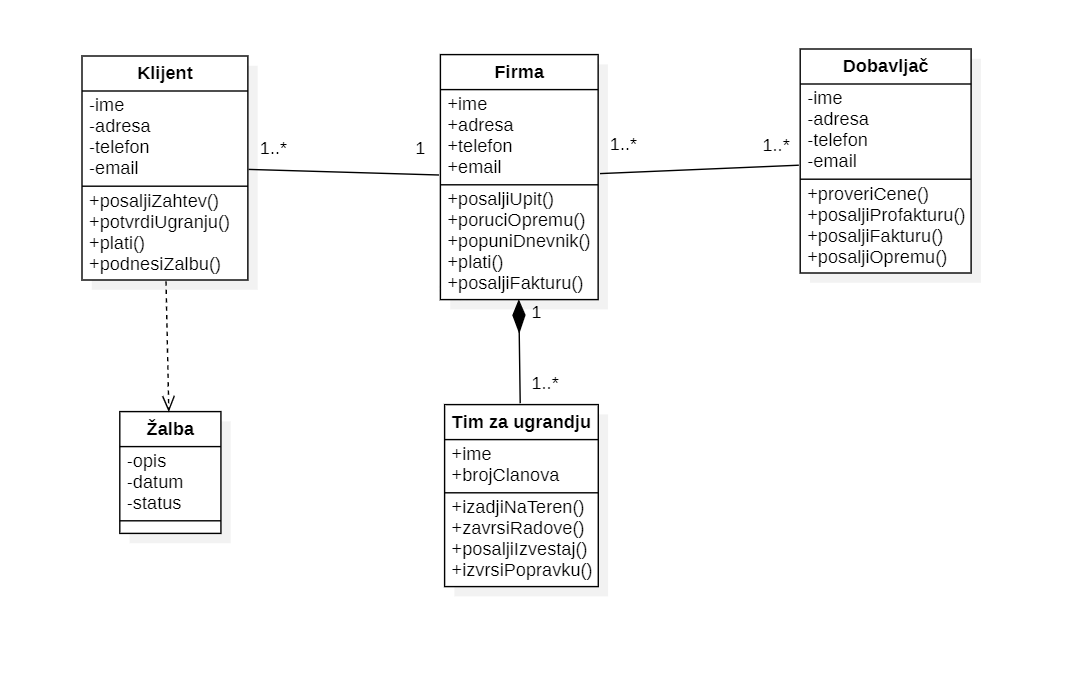 Klijent
-ime
-adresa
-telefon
-email
+posaljiZahtev()
+potvrdiUgranju()
+plati()
+podnesiZalbu()
1..*
1
Firma
+ime
+adresa
+telefon
+email
+posaljiUpit()
+poruciOpremu()
+popuniDnevnik()
+plati()
+posaljiFakturu()
1..*
1..*
Dobavljač
-ime
-adresa
-telefon
-email
+proveriCene()
+posaljiProfakturu()
+posaljiFakturu()
+posaljiOpremu()
1
1..*
Žalba
-opis
-datum
-status
Tim za ugrandju
+ime
+brojClanova
+izadjiNaTeren()
+zavrsiRadove()
+posaljiIzvestaj()
+izvrsiPopravku()